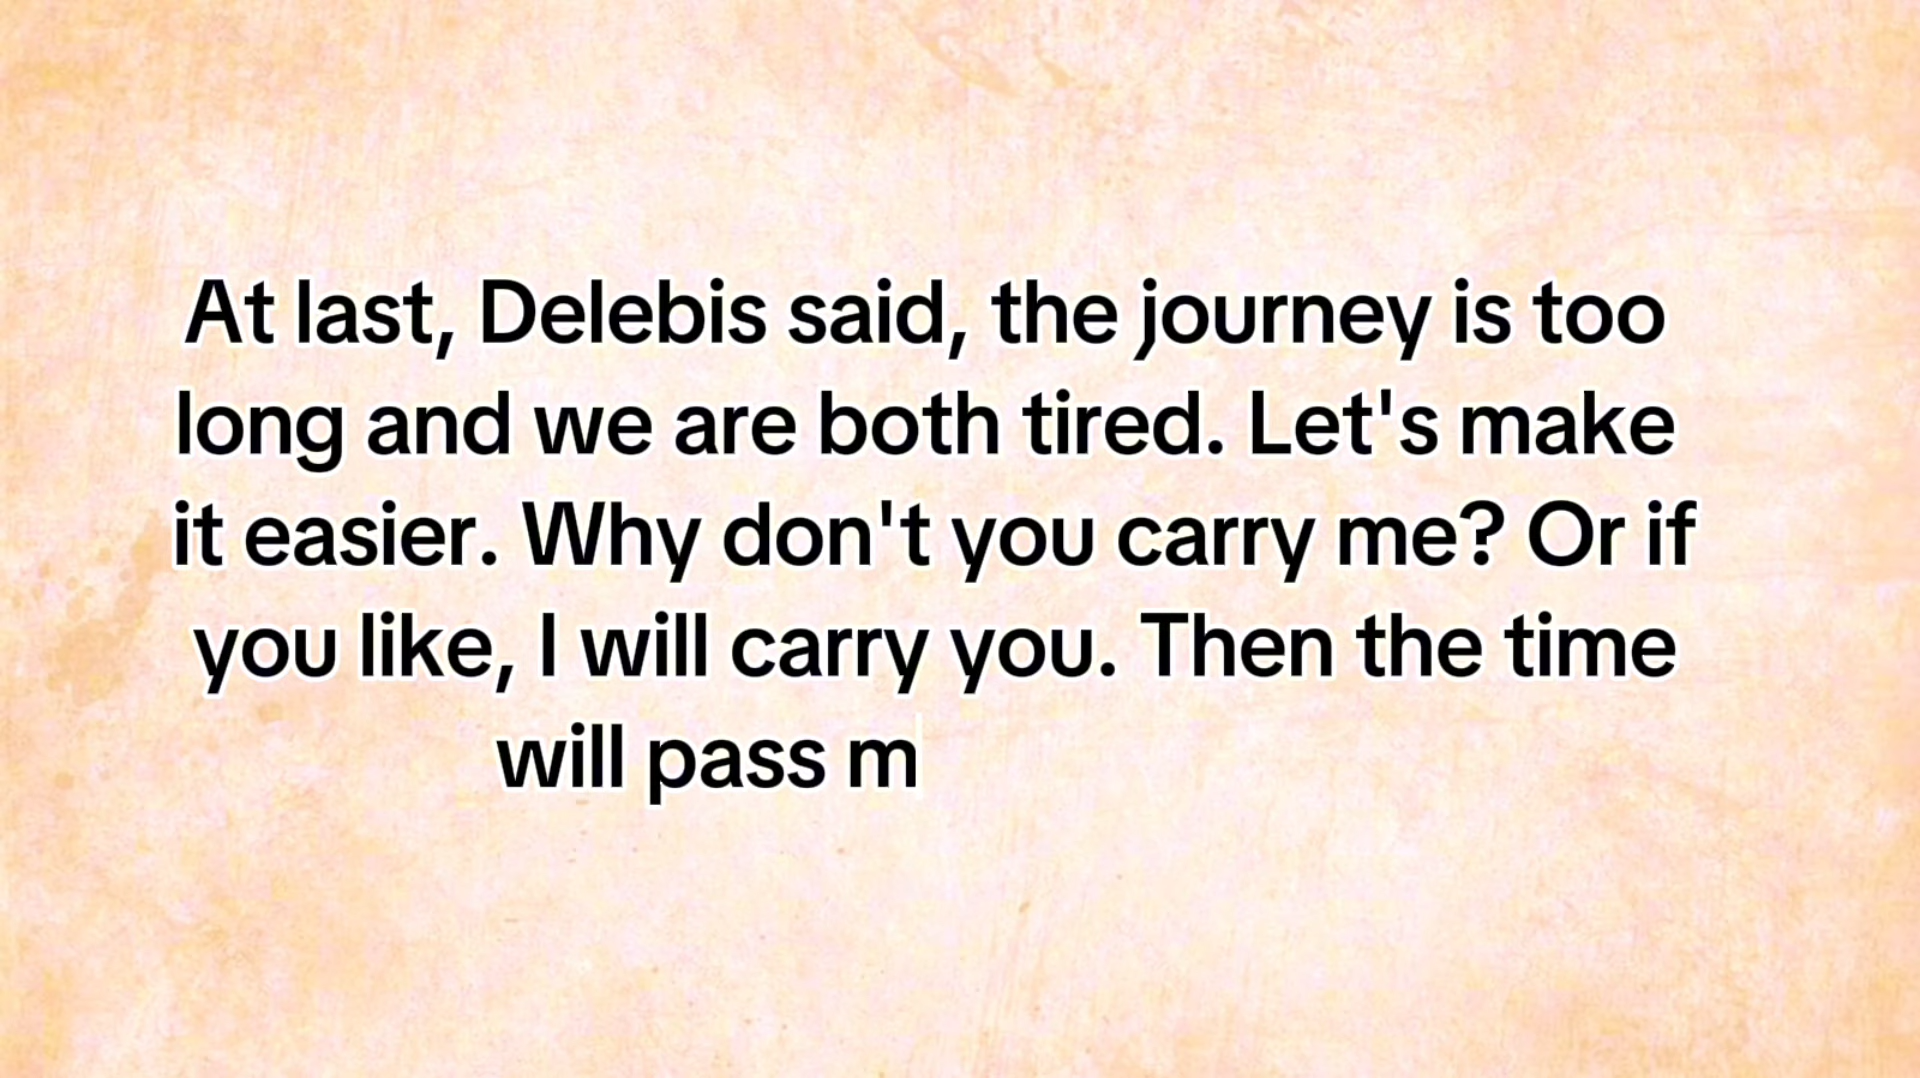 At last, Delebis said, the journey is too
long and we are both tired. Let's make
it easier. Why don't you carry me? Or if
you like, I will carry you. Then the time
will pass m